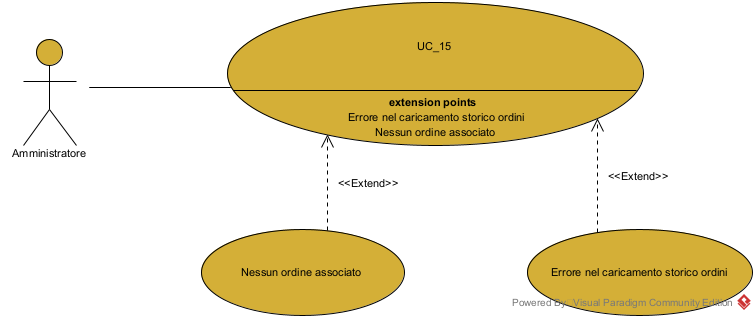 UC_15
extension points
Errore nel caricamento storico ordini
Nessun ordine associato
Amministratore
<<Extend>>
<<Extend>>
Nessun ordine associato
Errore nel caricamento storico ordini
Powered By: Visual Paradigm Community Edition